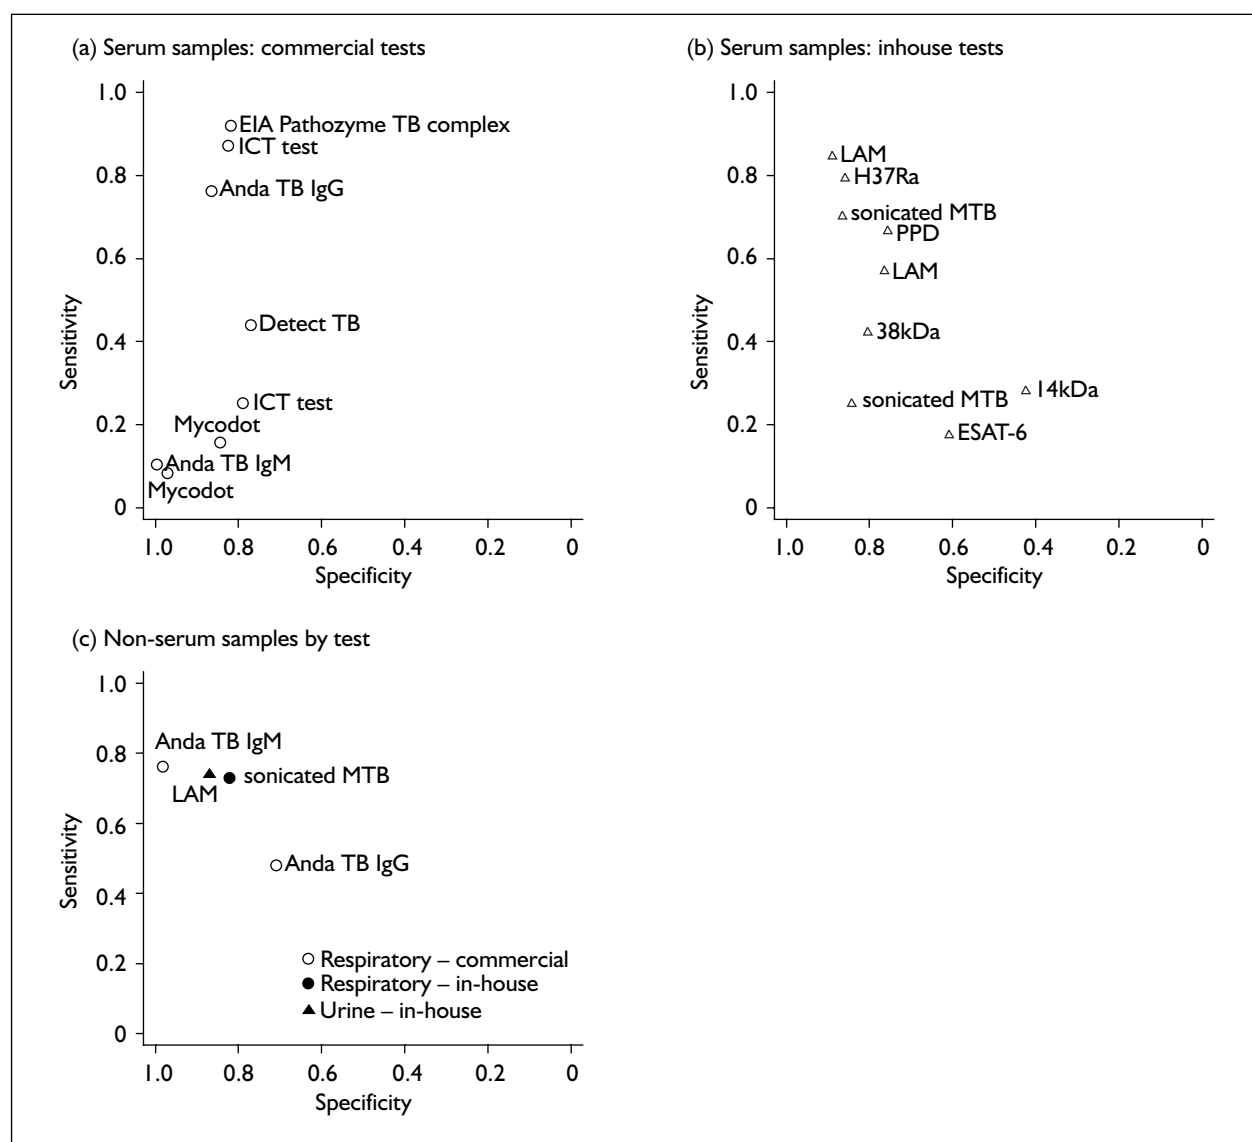 (a) Serum samples: commercial tests
1.0
0.8
0.6
0.4
0.2
0
Sensitivity
EIA Pathozyme TB complex
ICT test
Anda TB IgG
Detect TB
ICT test
Mycodot
Anda TB IgM
Mycodot
1.0 0.8 0.6 0.4 0.2 0
Specificity
(b) Serum samples: inhouse tests
1.0
0.8
0.6
0.4
0.2
0
Sensitivity
LAM
H37Ra
sonicated MTB
PPD
LAM
38kDa
14kDa
sonicated MTB
ESAT-6
1.0 0.8 0.6 0.4 0.2 0
Specificity
(c) Non-serum samples by test
1.0
0.8
0.6
0.4
0.2
0
Sensitivity
Anda TB IgM
sonicated MTB
LAM
Anda TB IgG
Respiratory – commercial
Respiratory – in-house
Urine – in-house
1.0 0.8 0.6 0.4 0.2 0
Specificity